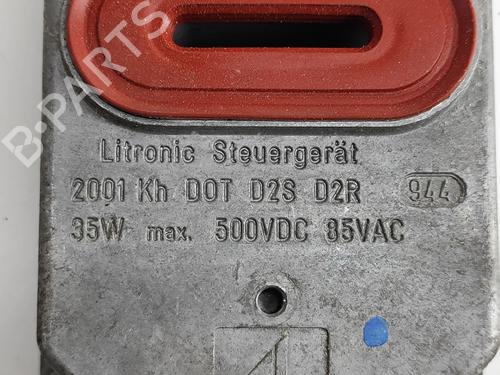 B-PARTS
Litronic Steuergerät
2001 Kh DOT D2S D2R 944
35W max. 500VDC 85VAC